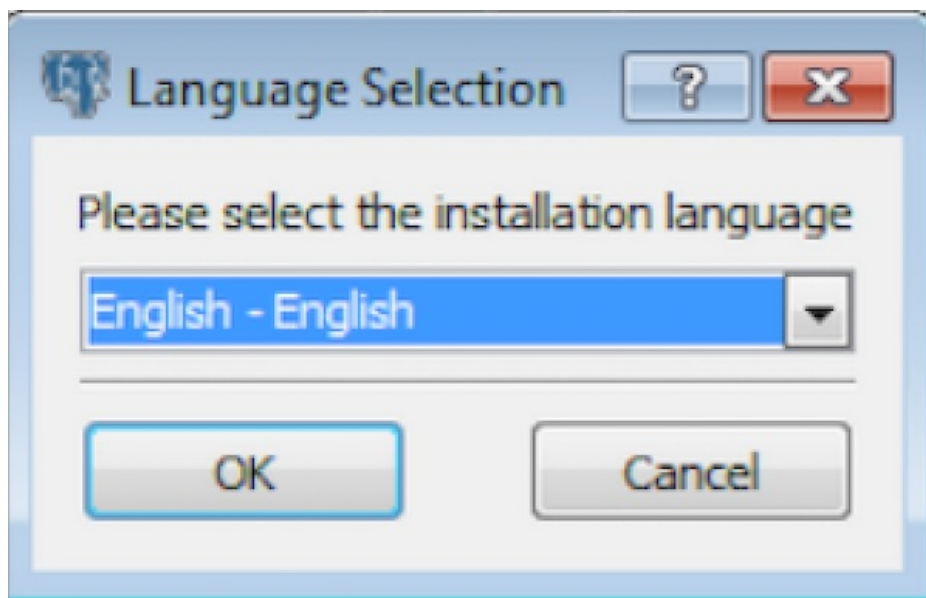 Language Selection
Please select the installation language
English - English
OK
Cancel